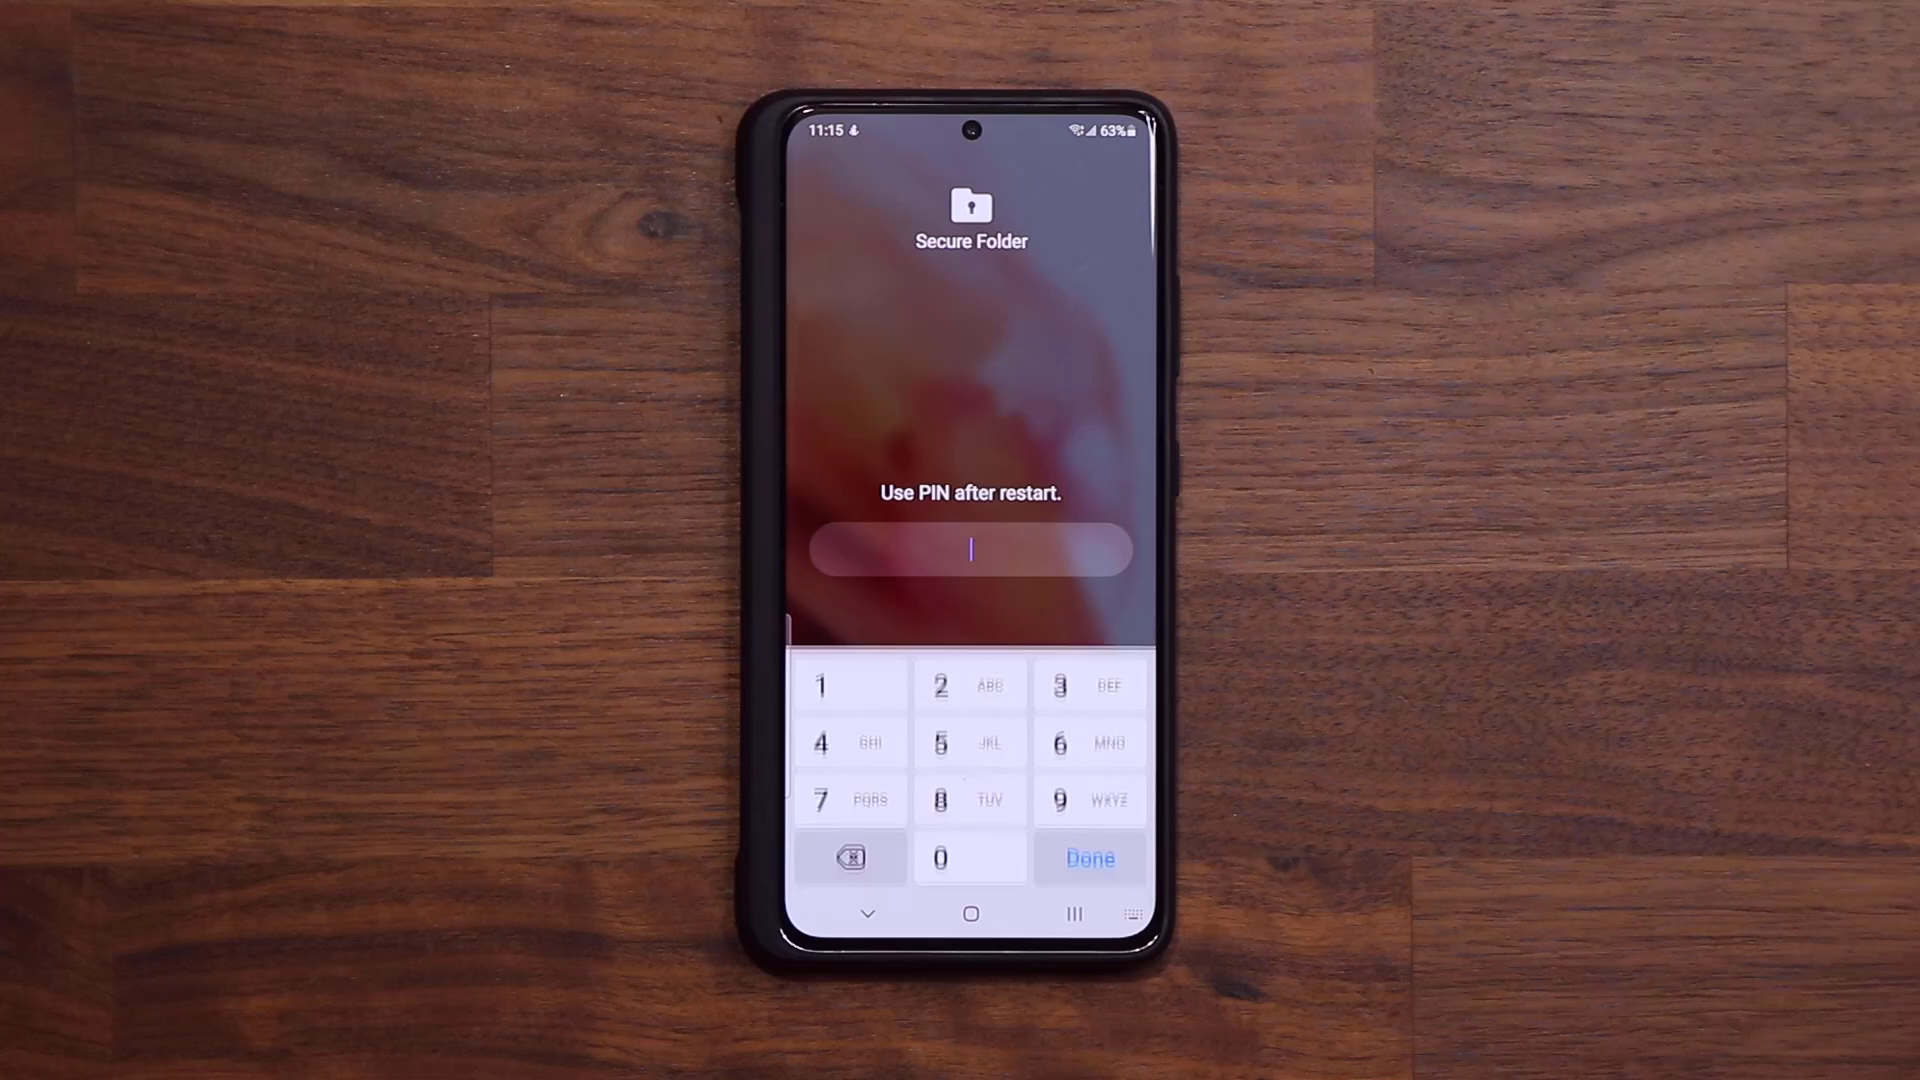 11:15 63%
Secure Folder
Use PIN after restart.
1 2 ABC 3 DEF
4 GHI 5 JKL 6 MNO
7 PQRS 8 TUV 9 WXYZ
0 Done